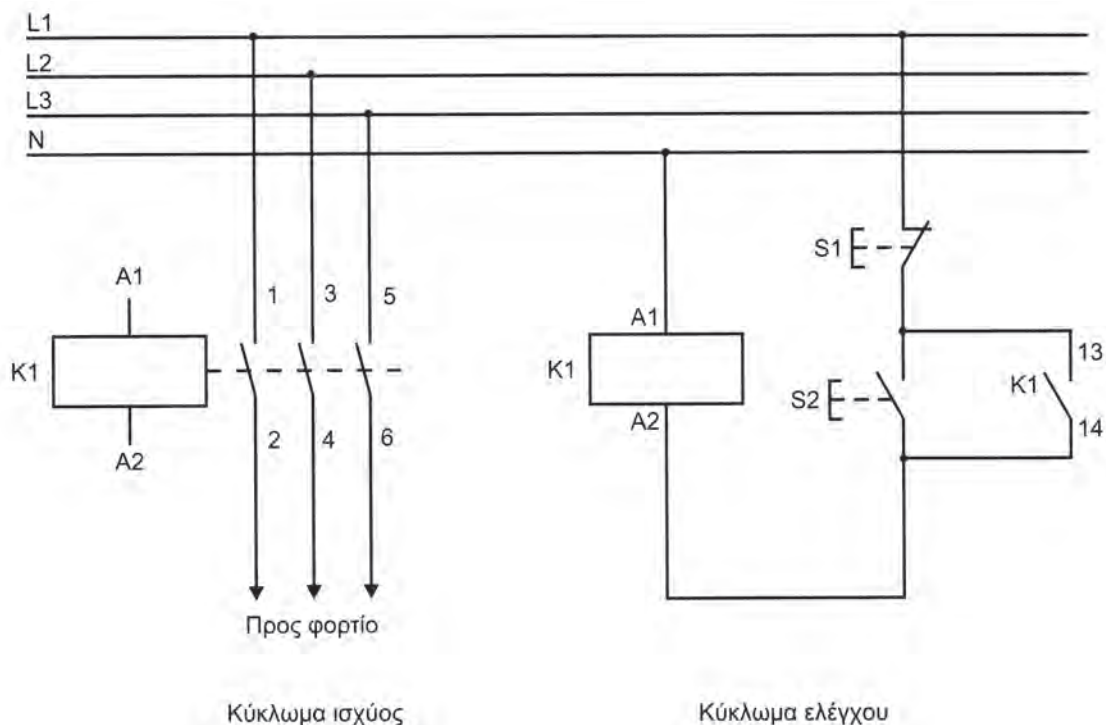 L1
L2
L3
N
S1
A1
1
3
5
A1
K1
K1
13
K1
S2
A2
14
2
4
6
A2
Προς φορτίο
Κύκλωμα ισχύος
Κύκλωμα ελέγχου